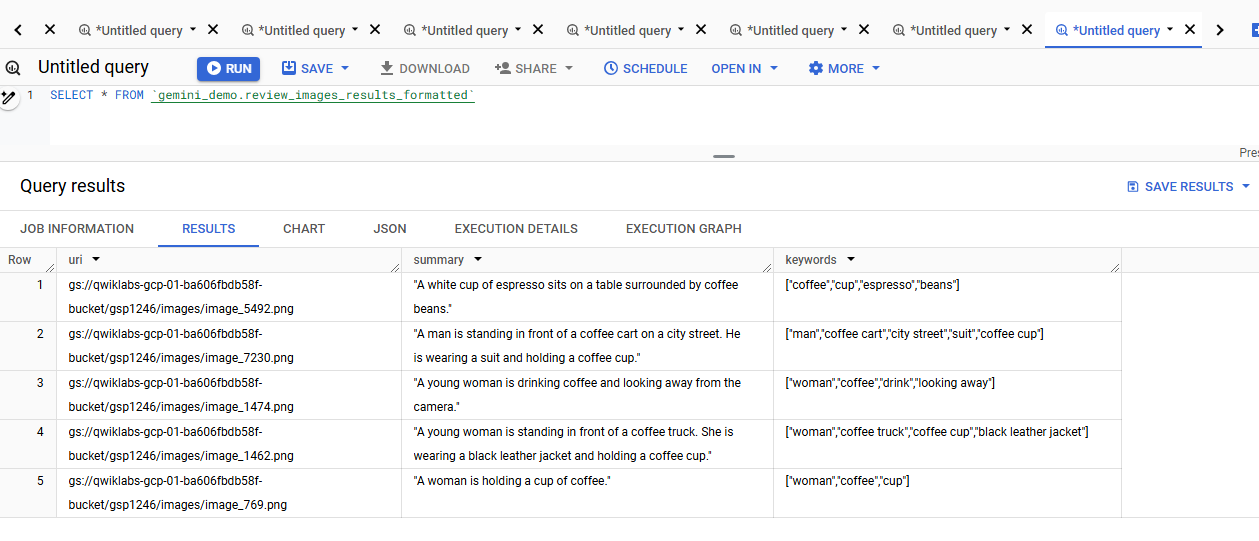 *Untitled query *Untitled query *Untitled query *Untitled query *Untitled query *Untitled query *Untitled query
Untitled query RUN SAVE DOWNLOAD SHARE SCHEDULE OPEN IN MORE
1 SELECT * FROM `gemini_demo.review_images_results_formatted`
Query results SAVE RESULTS
JOB INFORMATION RESULTS CHART JSON EXECUTION DETAILS EXECUTION GRAPH
Row uri summary keywords
1 gs://qwiklabs-gcp-01-ba606fbdb58f- "A white cup of espresso sits on a table surrounded by coffee ["coffee","cup","espresso","beans"]
bucket/gsp1246/images/image_5492.png beans."
2 gs://qwiklabs-gcp-01-ba606fbdb58f- "A man is standing in front of a coffee cart on a city street. He ["man","coffee cart","city street","suit","coffee cup"]
bucket/gsp1246/images/image_7230.png is wearing a suit and holding a coffee cup."
3 gs://qwiklabs-gcp-01-ba606fbdb58f- "A young woman is drinking coffee and looking away from the ["woman","coffee","drink","looking away"]
bucket/gsp1246/images/image_1474.png camera."
4 gs://qwiklabs-gcp-01-ba606fbdb58f- "A young woman is standing in front of a coffee truck. She is ["woman","coffee truck","coffee cup","black leather jacket"]
bucket/gsp1246/images/image_1462.png wearing a black leather jacket and holding a coffee cup."
5 gs://qwiklabs-gcp-01-ba606fbdb58f- "A woman is holding a cup of coffee." ["woman","coffee","cup"]
bucket/gsp1246/images/image_769.png